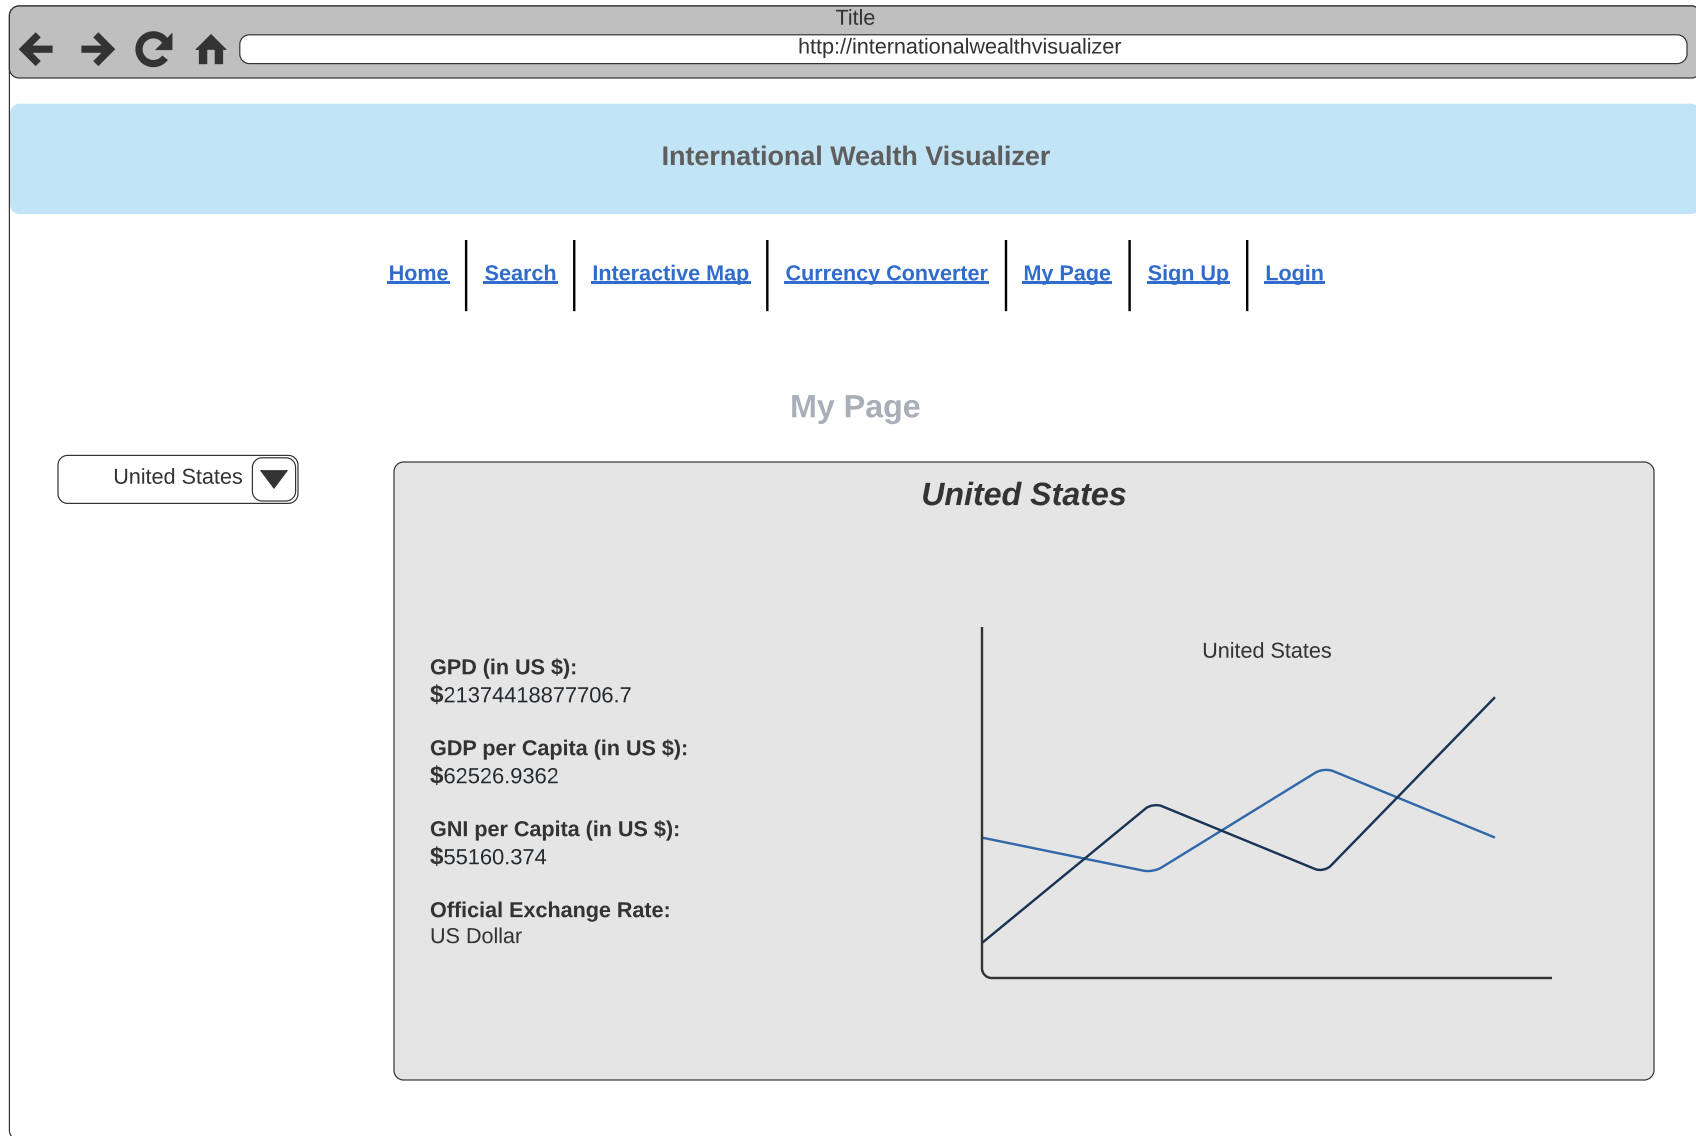 Title
http://internationalwealthvisualizer
International Wealth Visualizer
Home Search Interactive Map Currency Converter My Page Sign Up Login
My Page
United States
United States
GPD (in US $):
$21374418877706.7
GDP per Capita (in US $):
$62526.9362
GNI per Capita (in US $):
$55160.374
Official Exchange Rate:
US Dollar
United States